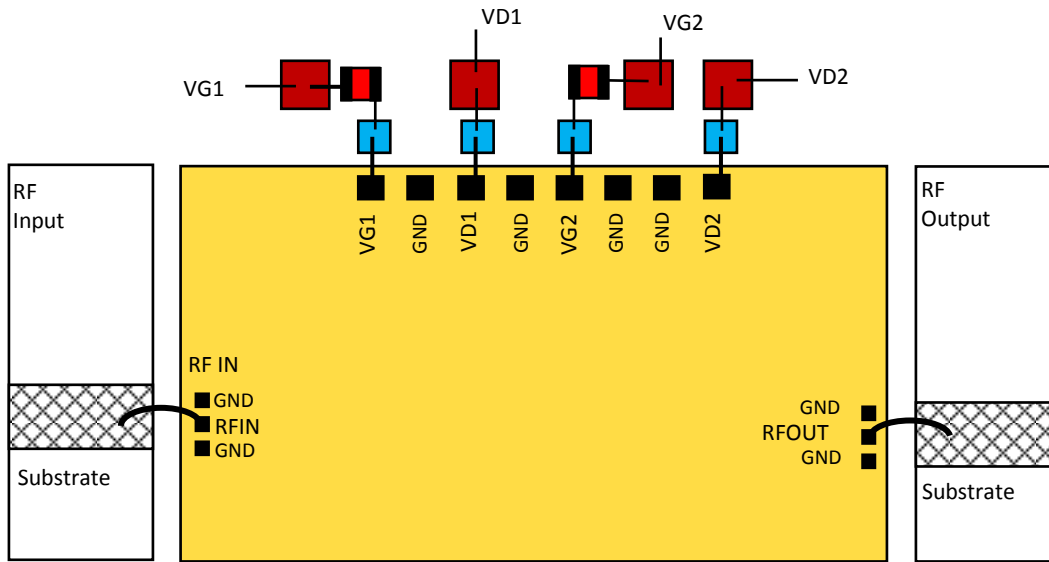 VD1
VG2
VG1
VD2
RF
Input
RF
Output
VG1
GND
VD1
GND
VG2
GND
GND
VD2
RF IN
GND
RFIN
GND
GND
RFOUT
GND
Substrate
Substrate